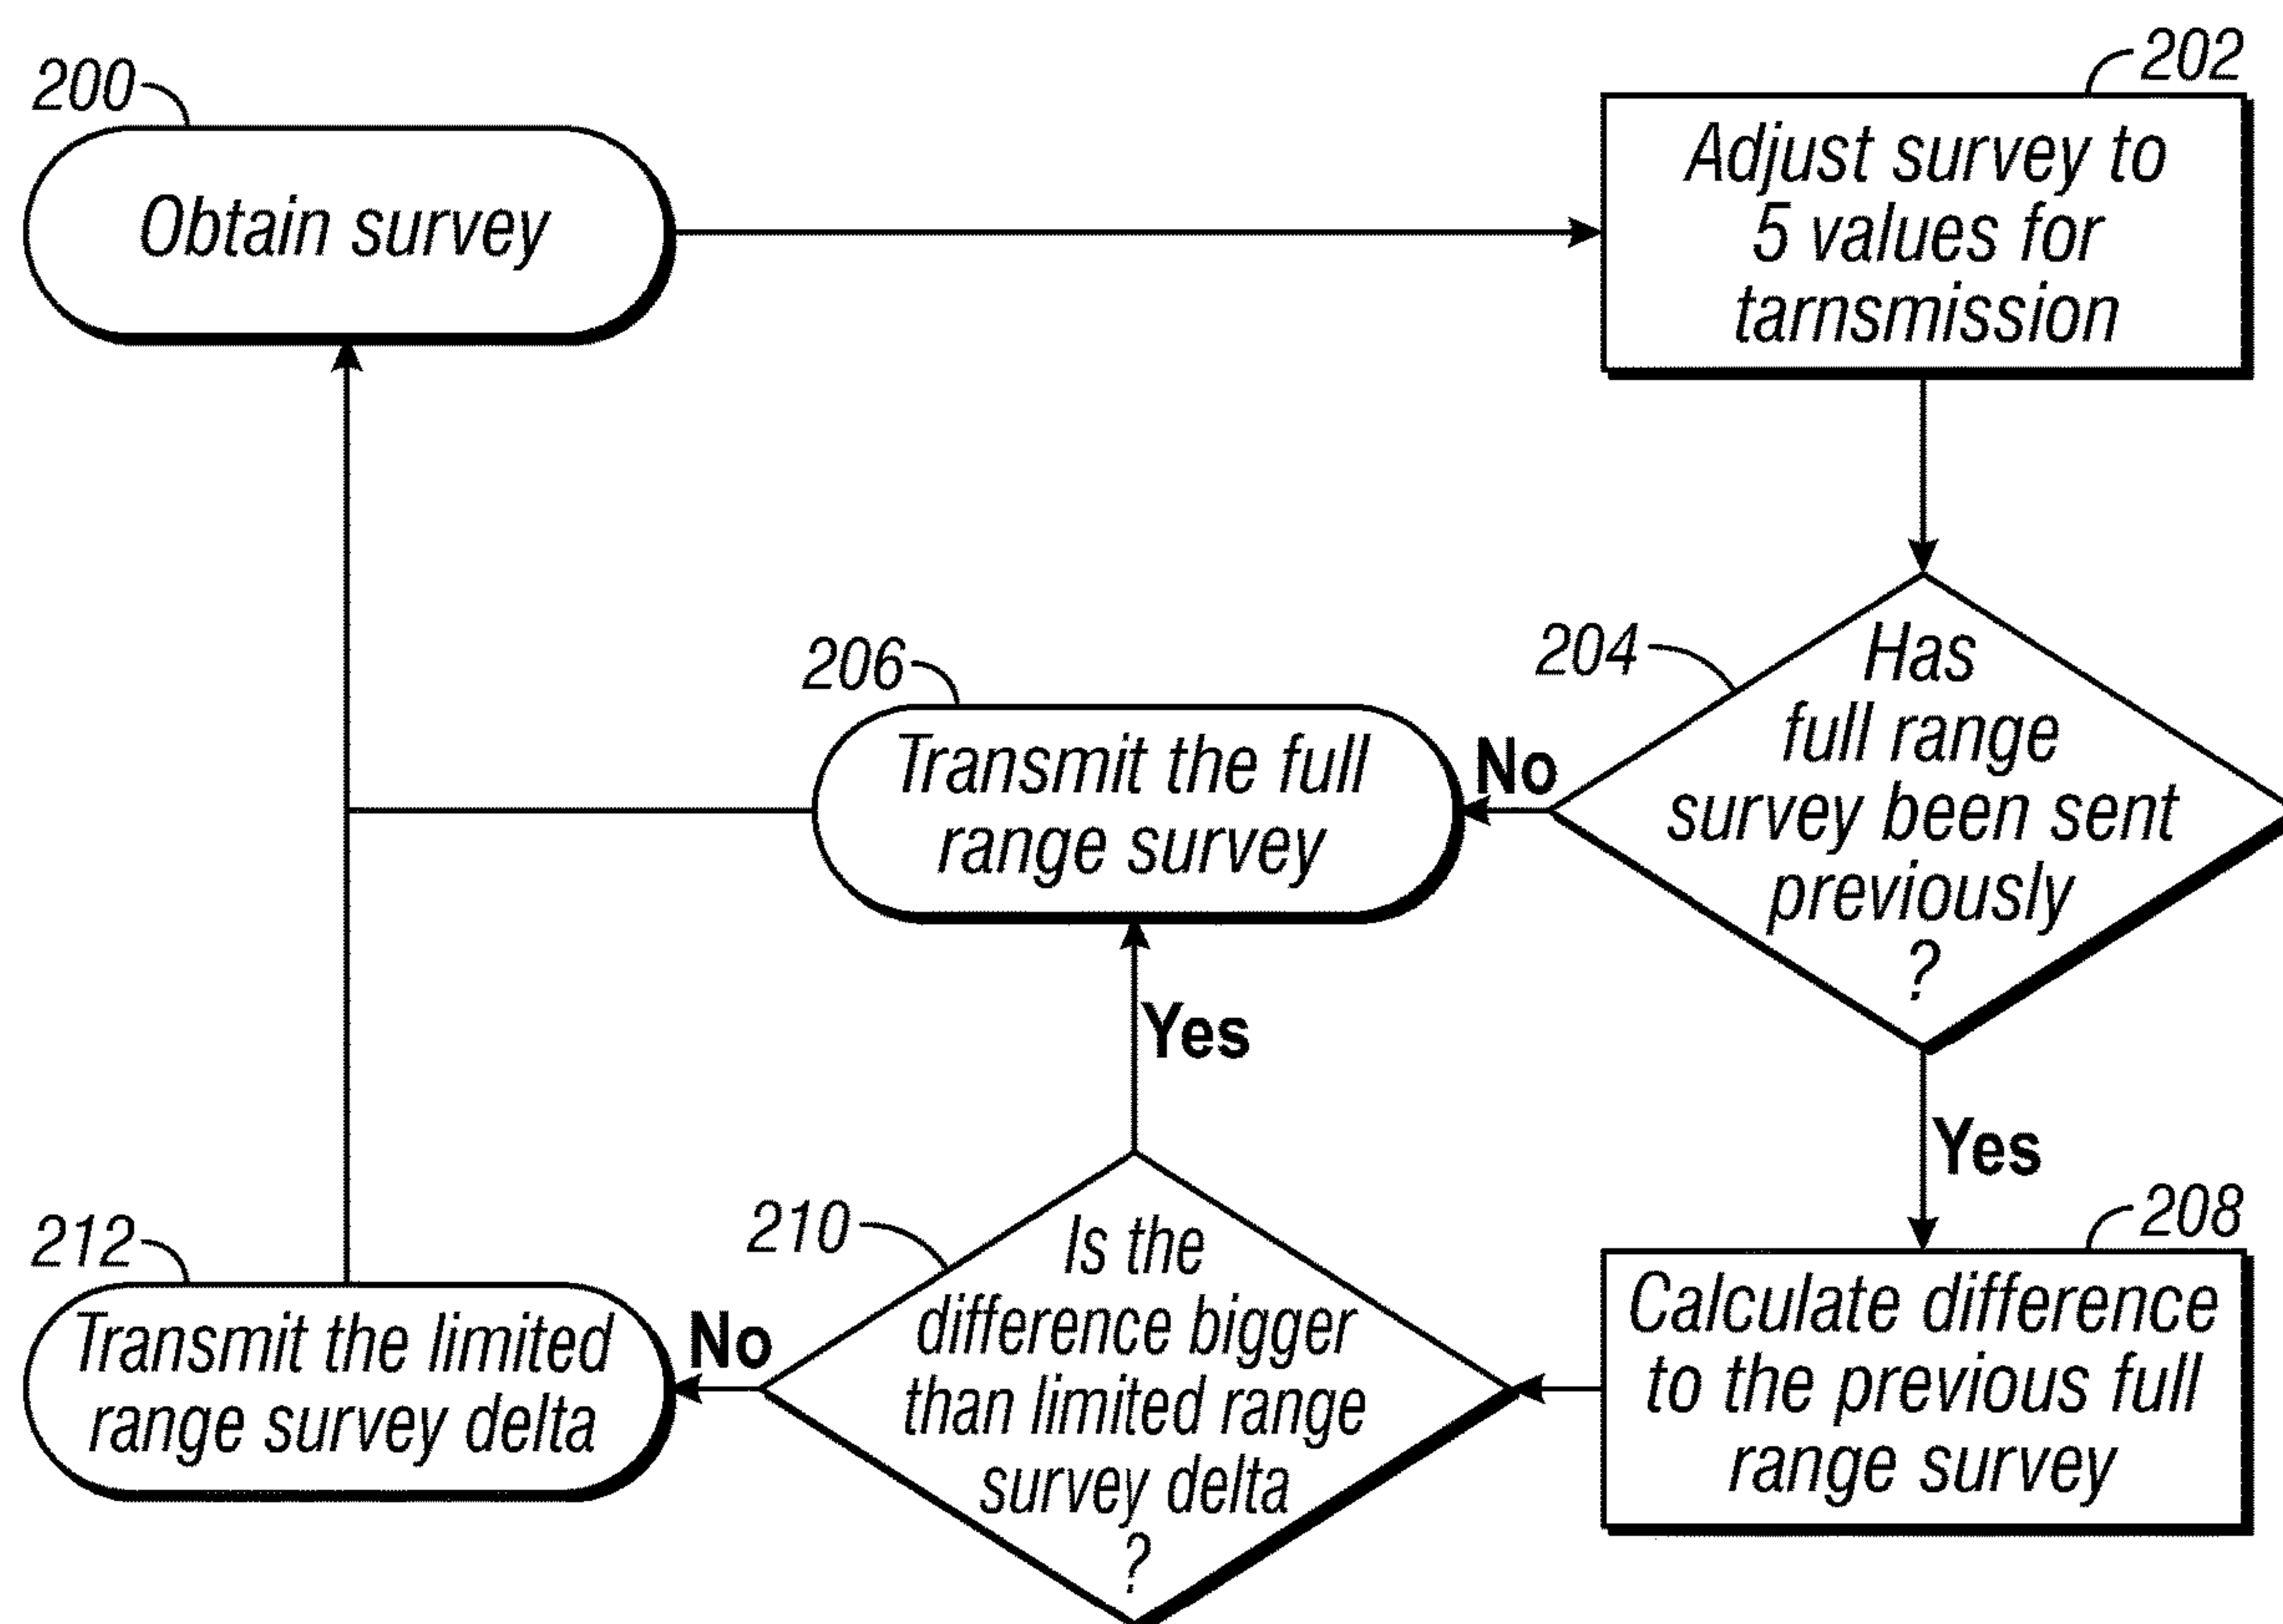 200
Obtain survey
202
Adjust survey to
5 values for
tarnsmission
204
Has
full range
survey been sent
previously
?
No
206
Transmit the full
range survey
Yes
208
Calculate difference
to the previous full
range survey
210
Is the
difference bigger
than limited range
survey delta
?
Yes
No
212
Transmit the limited
range survey delta